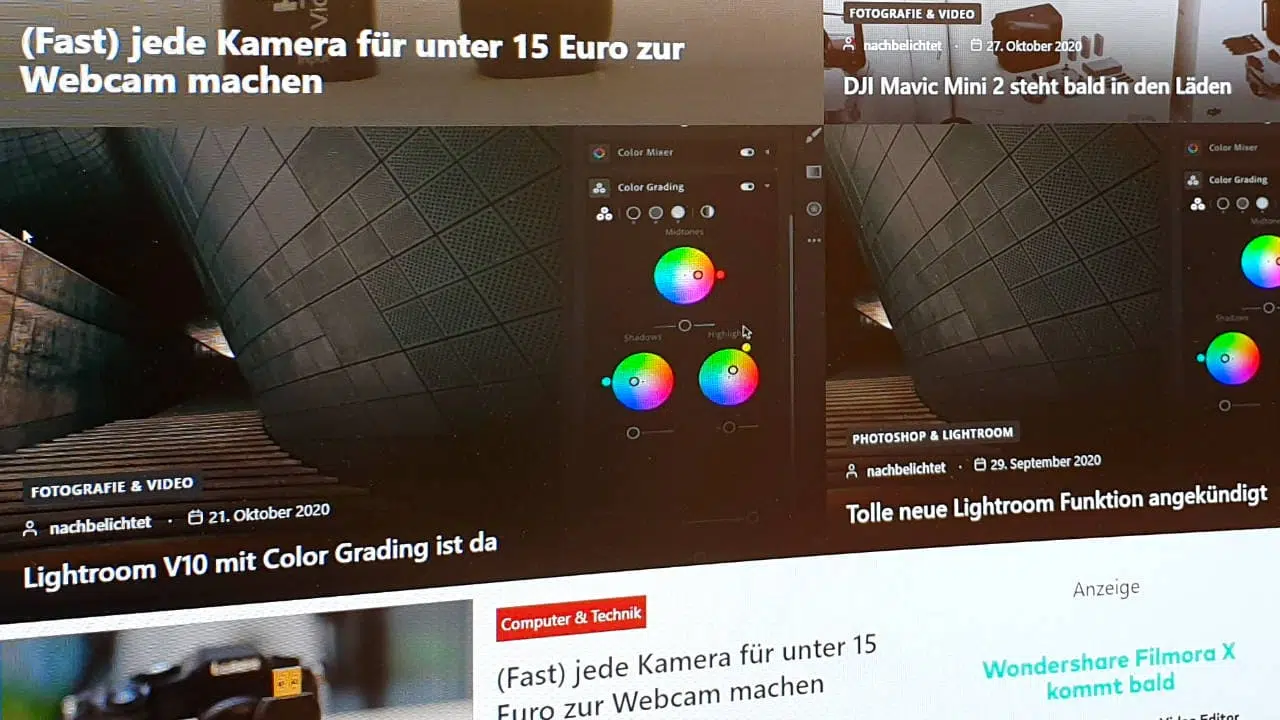 (Fast) jede Kamera für unter 15 Euro zur
Webcam machen
FOTOGRAFIE & VIDEO
nachbelichtet · 27. Oktober 2020
DJI Mavic Mini 2 steht bald in den Läden
Color Mixer
Color Grading
Midtones
Shadows
Highlights
FOTOGRAFIE & VIDEO
nachbelichtet · 21. Oktober 2020
Lightroom V10 mit Color Grading ist da
Color Mixer
Color Grading
Shadows
PHOTOSHOP & LIGHTROOM
nachbelichtet · 29. September 2020
Tolle neue Lightroom Funktion angekündigt
Computer & Technik
(Fast) jede Kamera für unter 15
Euro zur Webcam machen
Anzeige
Wondershare Filmora X
kommt bald
Video Editor